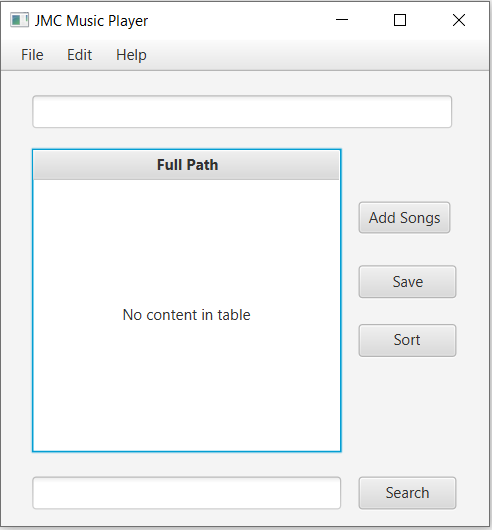 JMC Music Player
File Edit Help
Full Path
No content in table
Add Songs
Save
Sort
Search